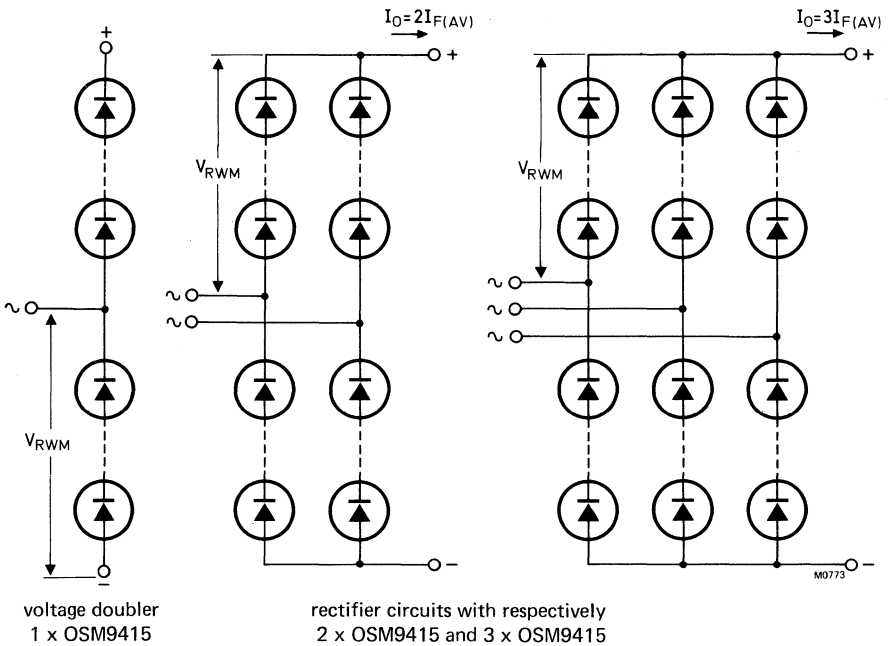 I₀=2I_F(AV)
I₀=3I_F(AV)
+
+
+
V_RWM
V_RWM
~
~
~
~
~
~
V_RWM
−
−
−
M0773
voltage doubler
1 x OSM9415
rectifier circuits with respectively
2 x OSM9415 and 3 x OSM9415